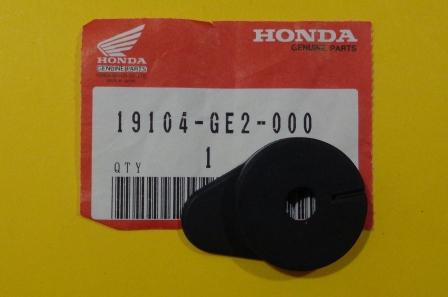 HONDA
GENUINE PARTS
HONDA
GENUINE PARTS
19104-GE2-000
QTY 1